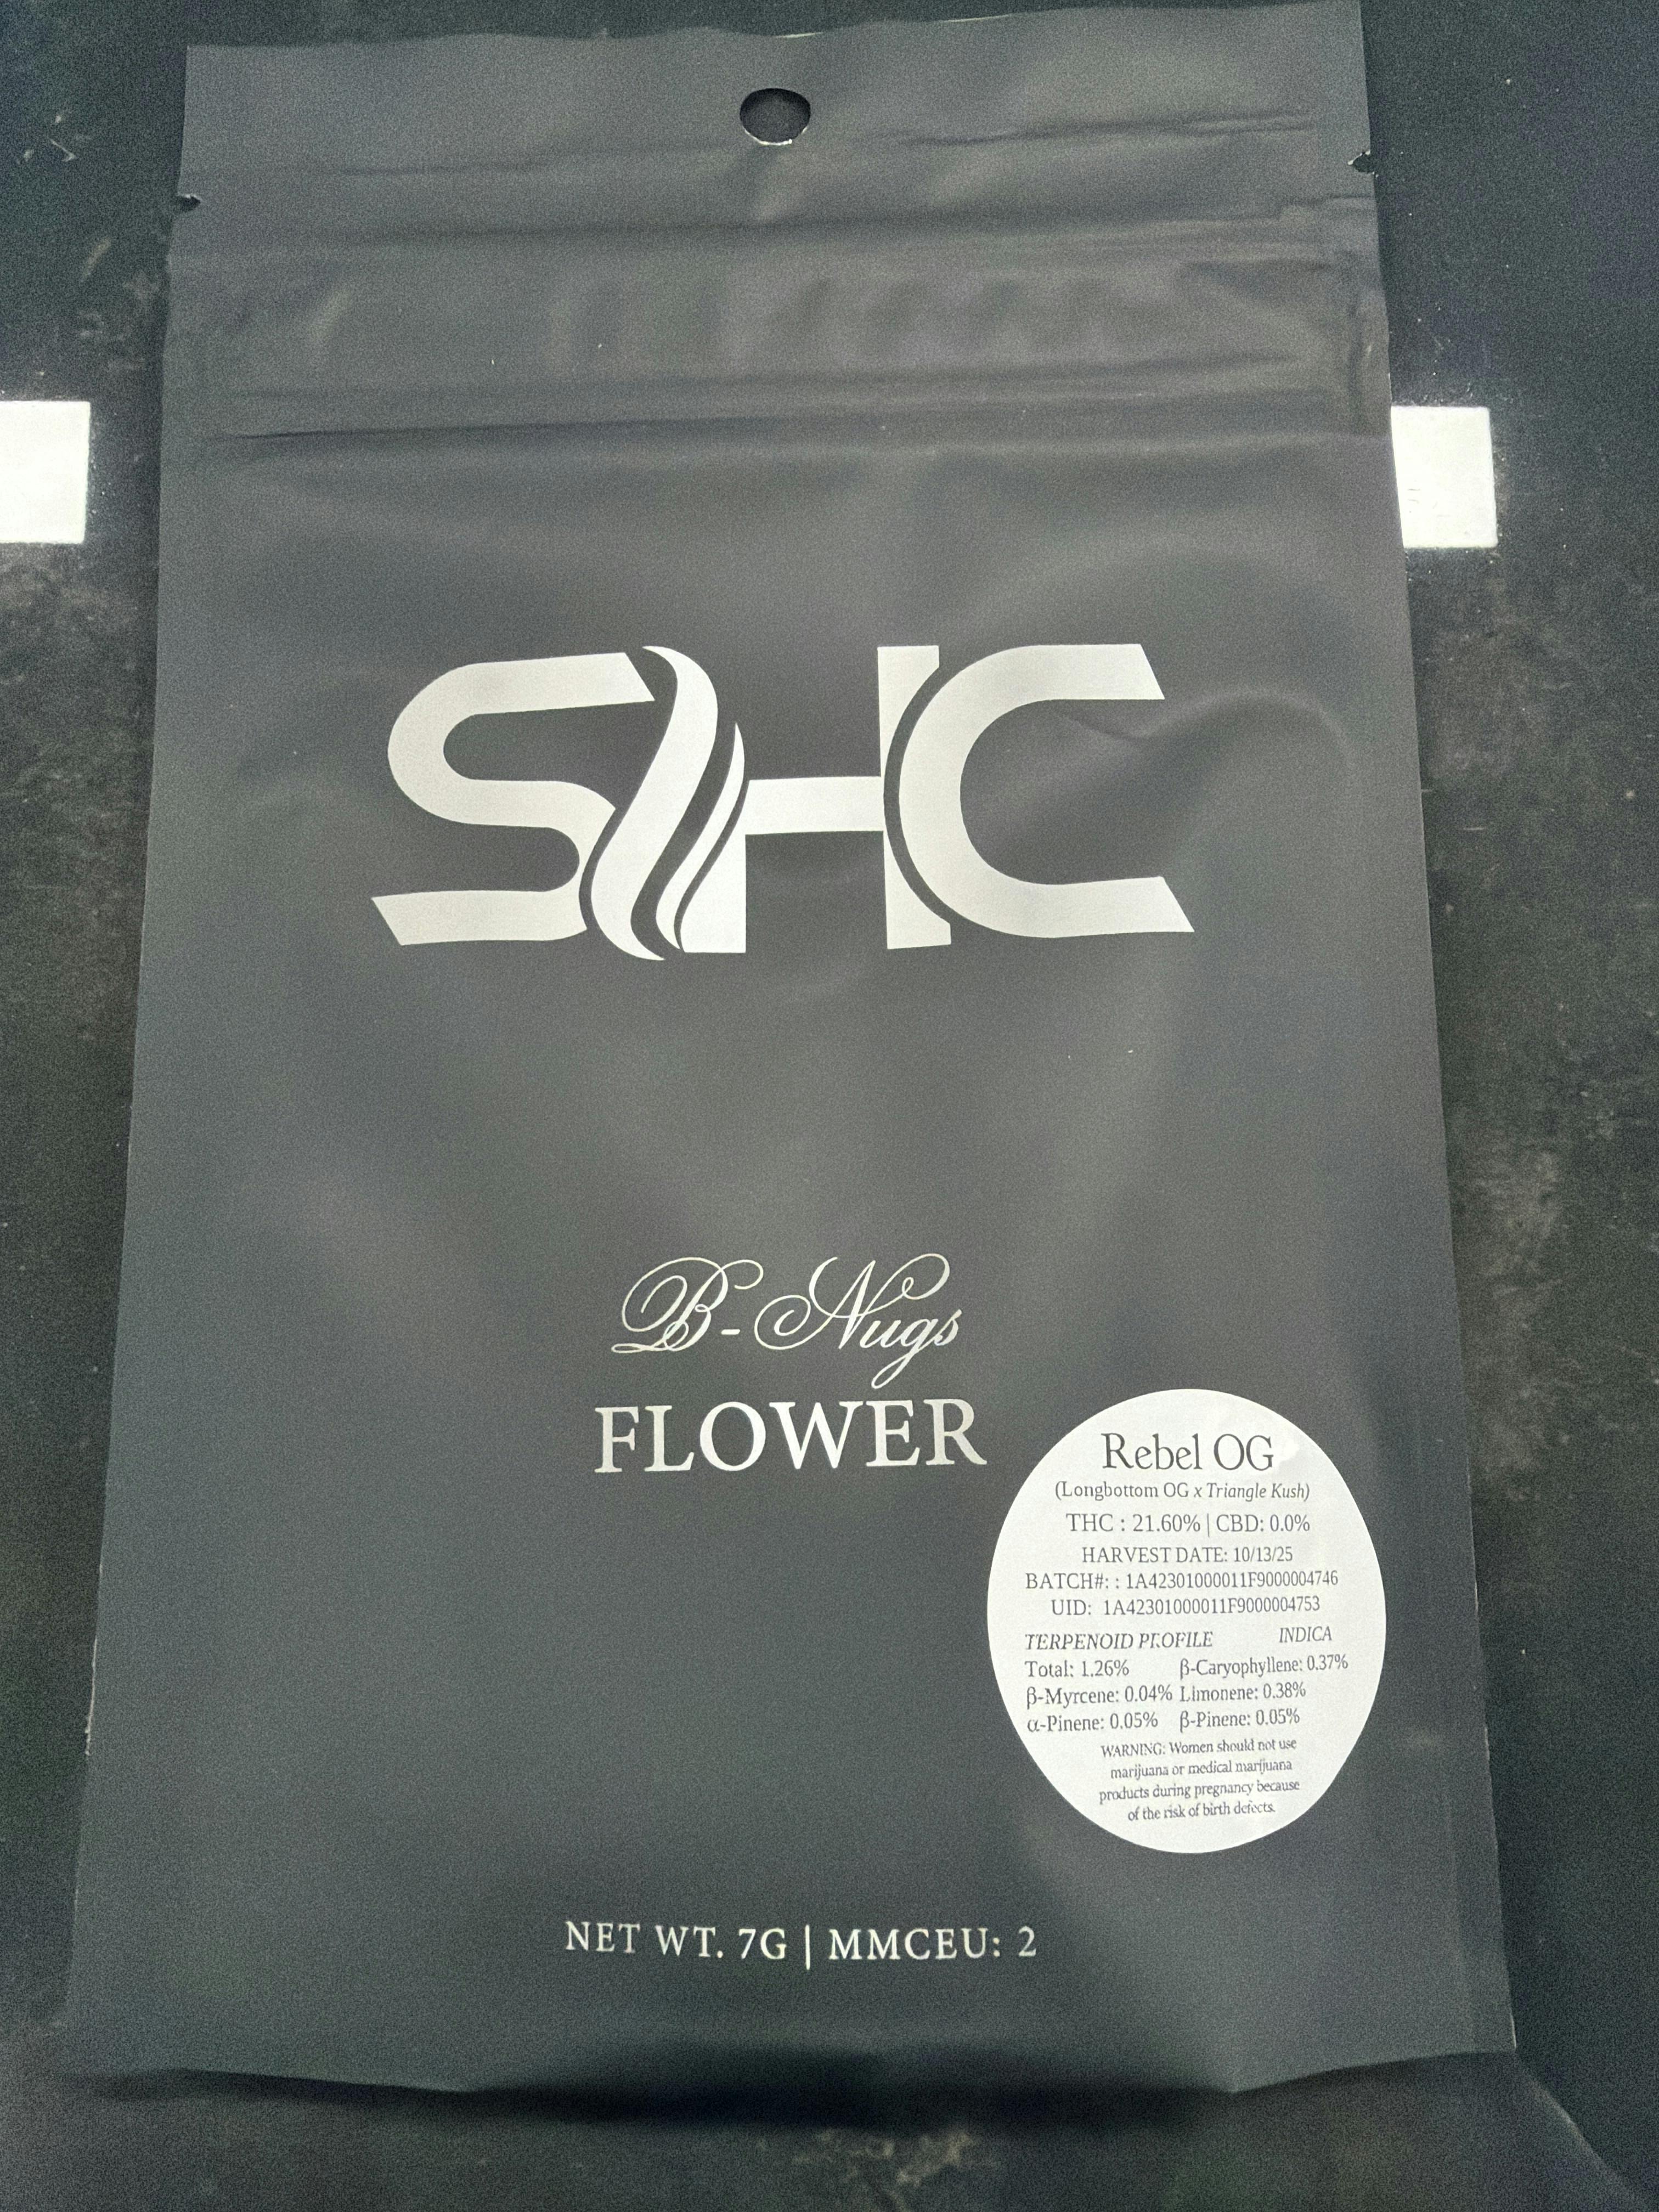 SHC
B-Nugs
FLOWER
Rebel OG
(Longbottom OG x Triangle Kush)
THC : 21.60% | CBD: 0.0%
HARVEST DATE: 10/13/25
BATCH#: : 1A42301000011F9000004746
UID: 1A42301000011F9000004753
TERPENOID PROFILE INDICA
Total: 1.26% β-Caryophyllene: 0.37%
β-Myrcene: 0.04% Limonene: 0.38%
α-Pinene: 0.05% β-Pinene: 0.05%
WARNING: Women should not use
marijuana or medical marijuana
products during pregnancy because
of the risk of birth defects.
NET WT. 7G | MMCEU: 2